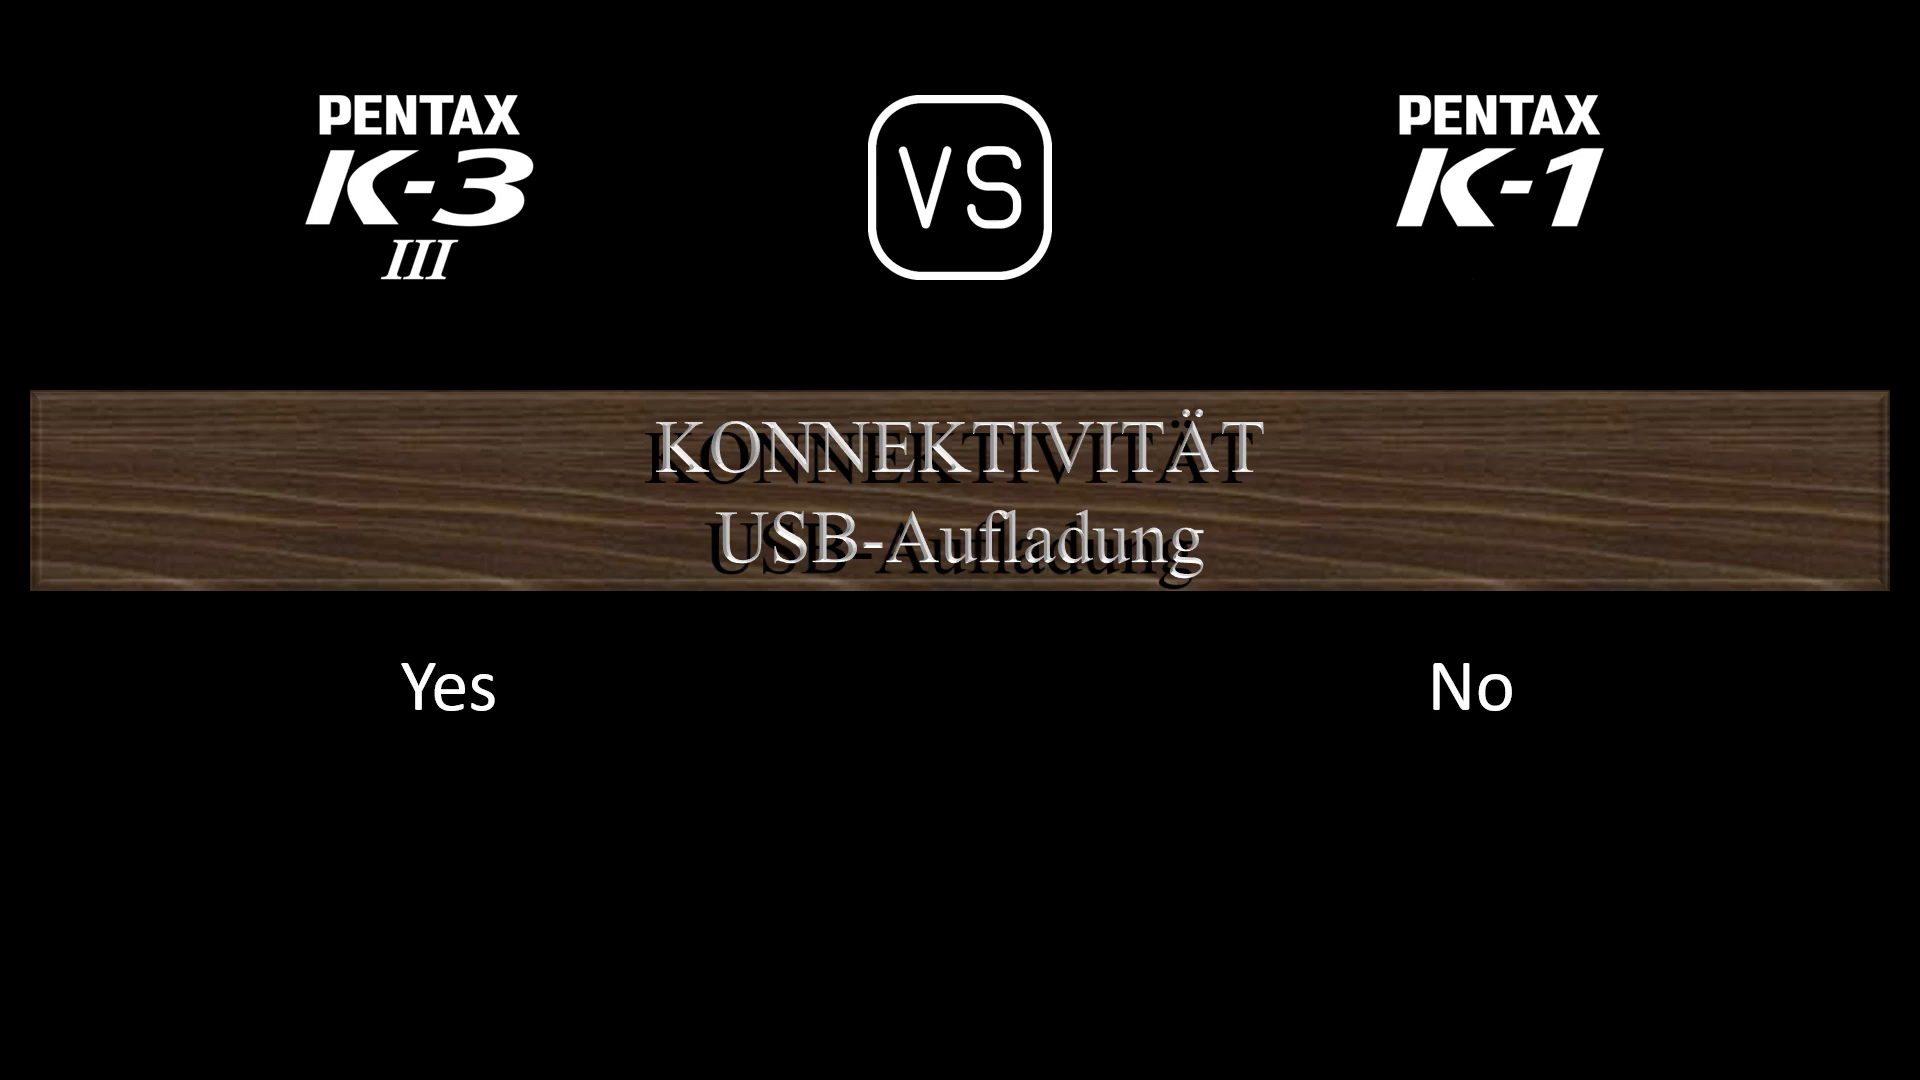 PENTAX
K-3
III
VS
PENTAX
K-1
KONNEKTIVITÄT
USB-Aufladung
Yes
No